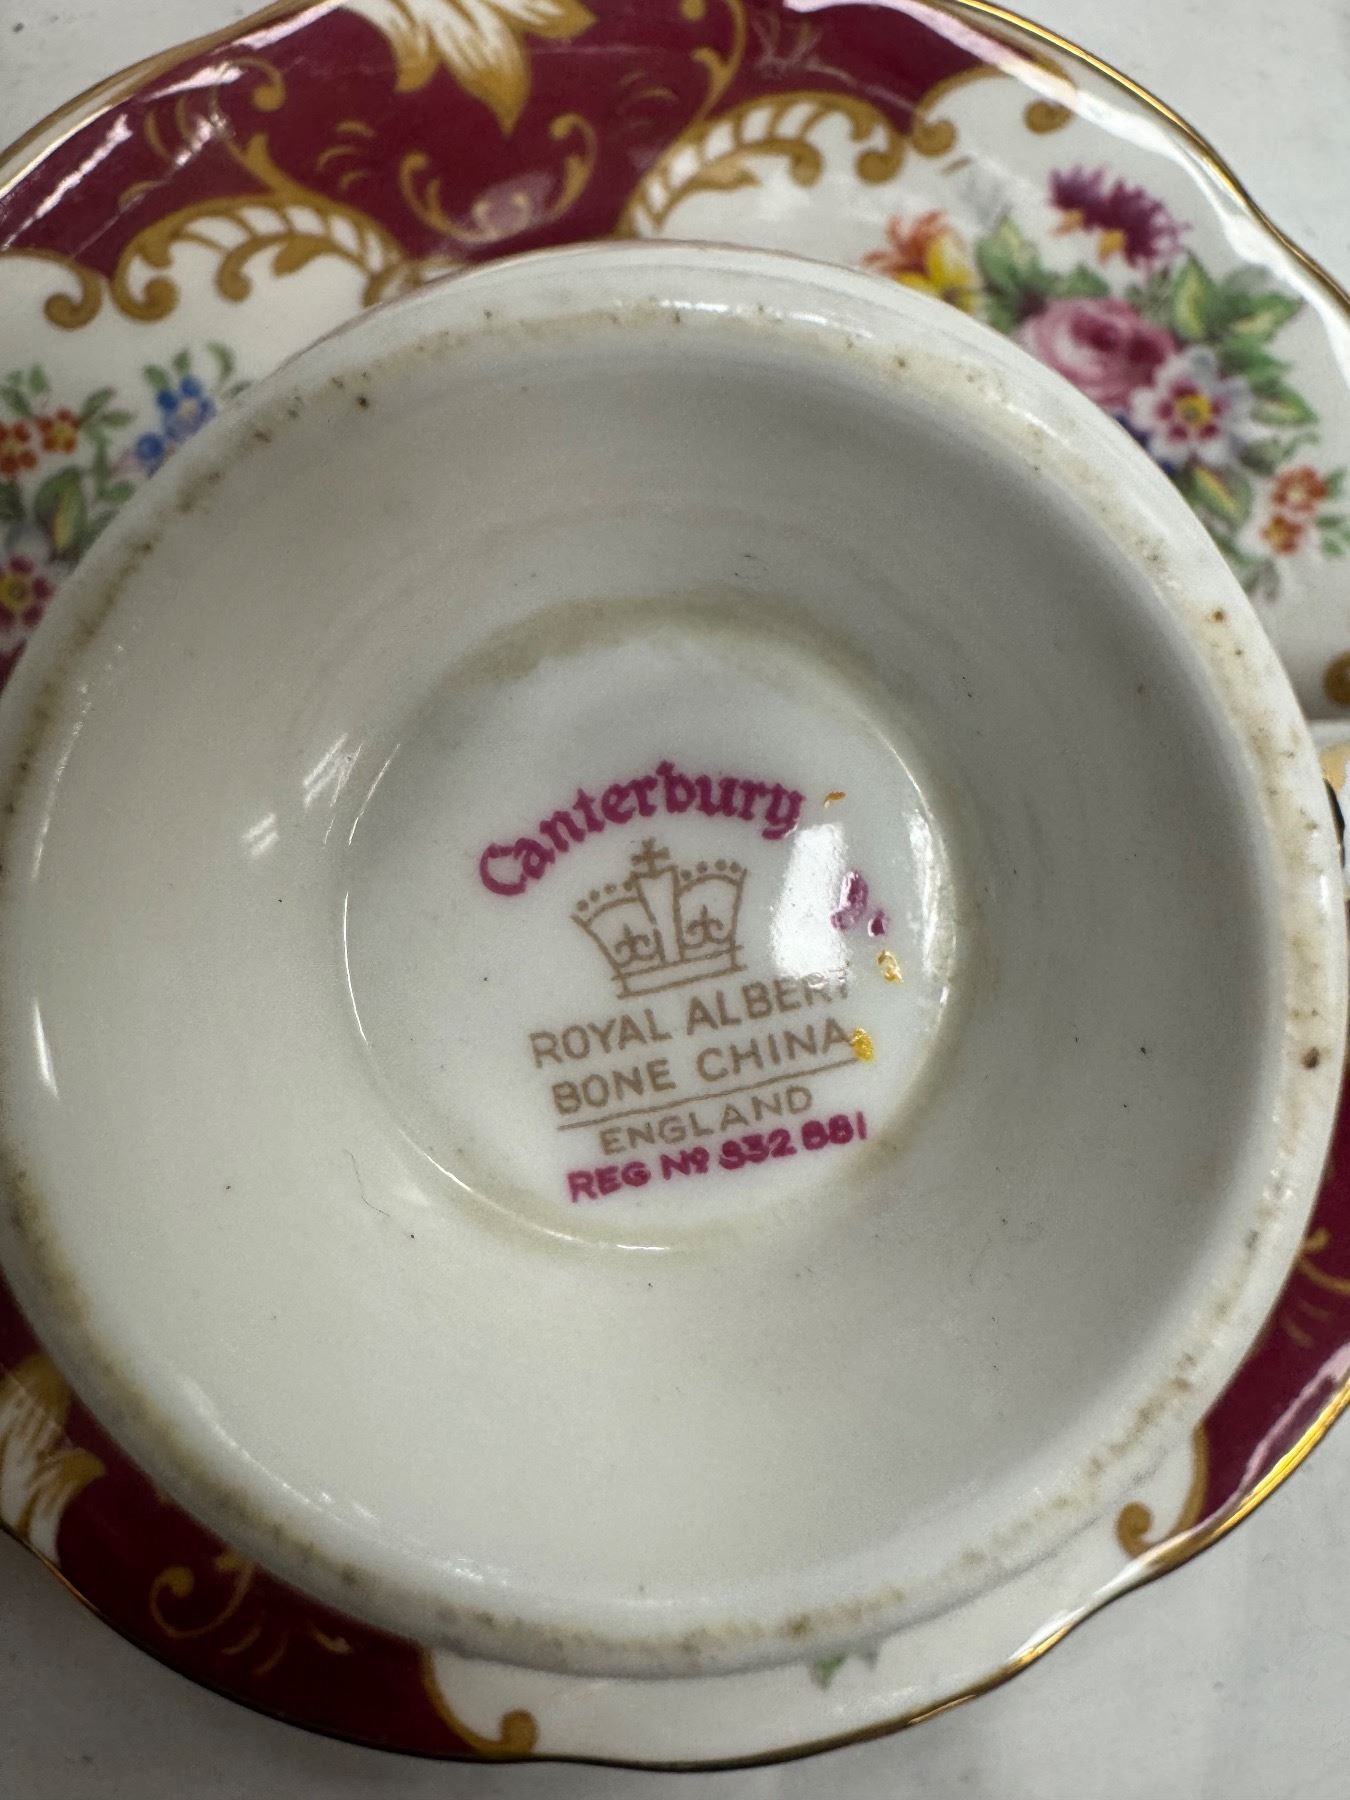 Canterbury
ROYAL ALBERT
BONE CHINA
ENGLAND
REG Nº 832 881